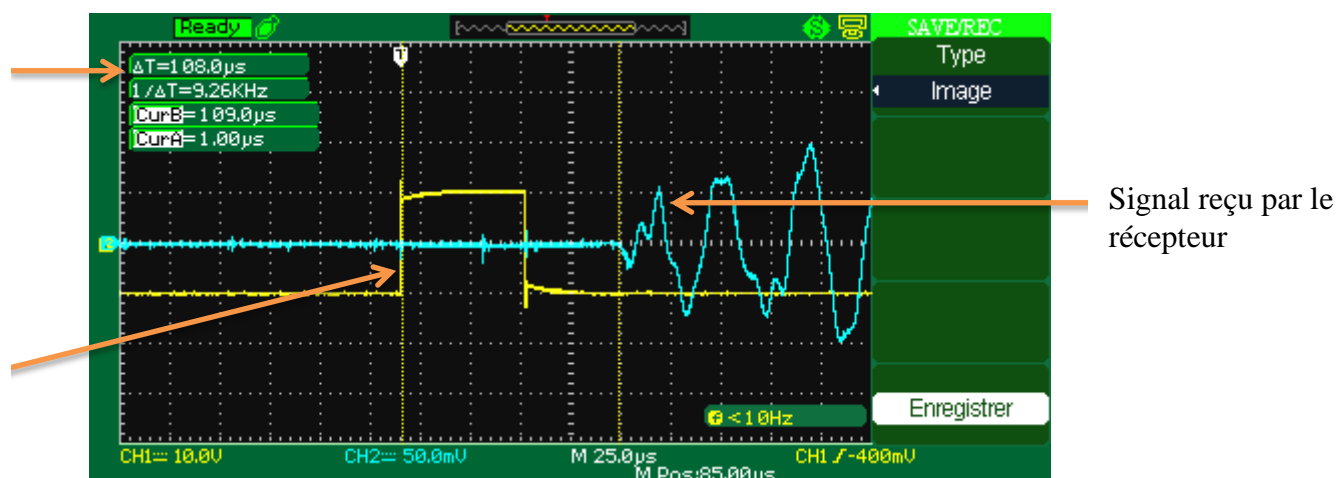 Ready
SAVE/REC
T
Type
Image
ΔT=108.0µs
1/ΔT=9.26KHz
CurB=109.0µs
CurA=1.00µs
Signal reçu par le
récepteur
<10Hz
Enregistrer
CH1 10.0V
CH2 50.0mV
M 25.0µs
CH1 -400mV
M Pos:85.00µs